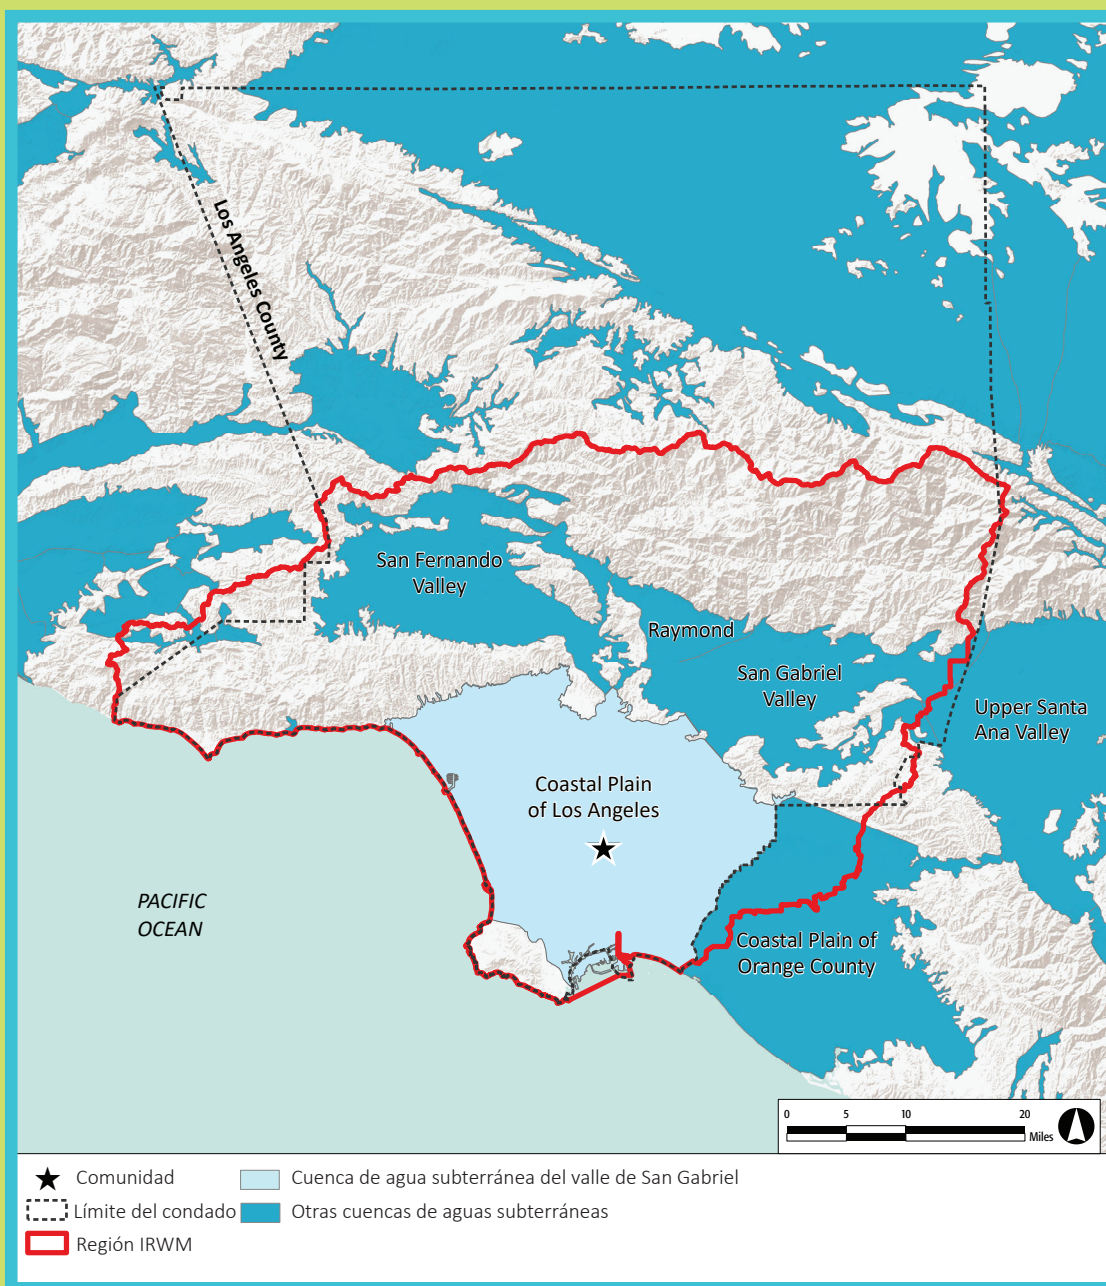 Los Angeles County
San Fernando
Valley
Raymond
San Gabriel
Valley
Upper Santa
Ana Valley
Coastal Plain
of Los Angeles
PACIFIC
OCEAN
Coastal Plain of
Orange County
0 5 10 20
Miles
Comunidad
Cuenca de agua subterránea del valle de San Gabriel
Límite del condado
Otras cuencas de aguas subterráneas
Región IRWM